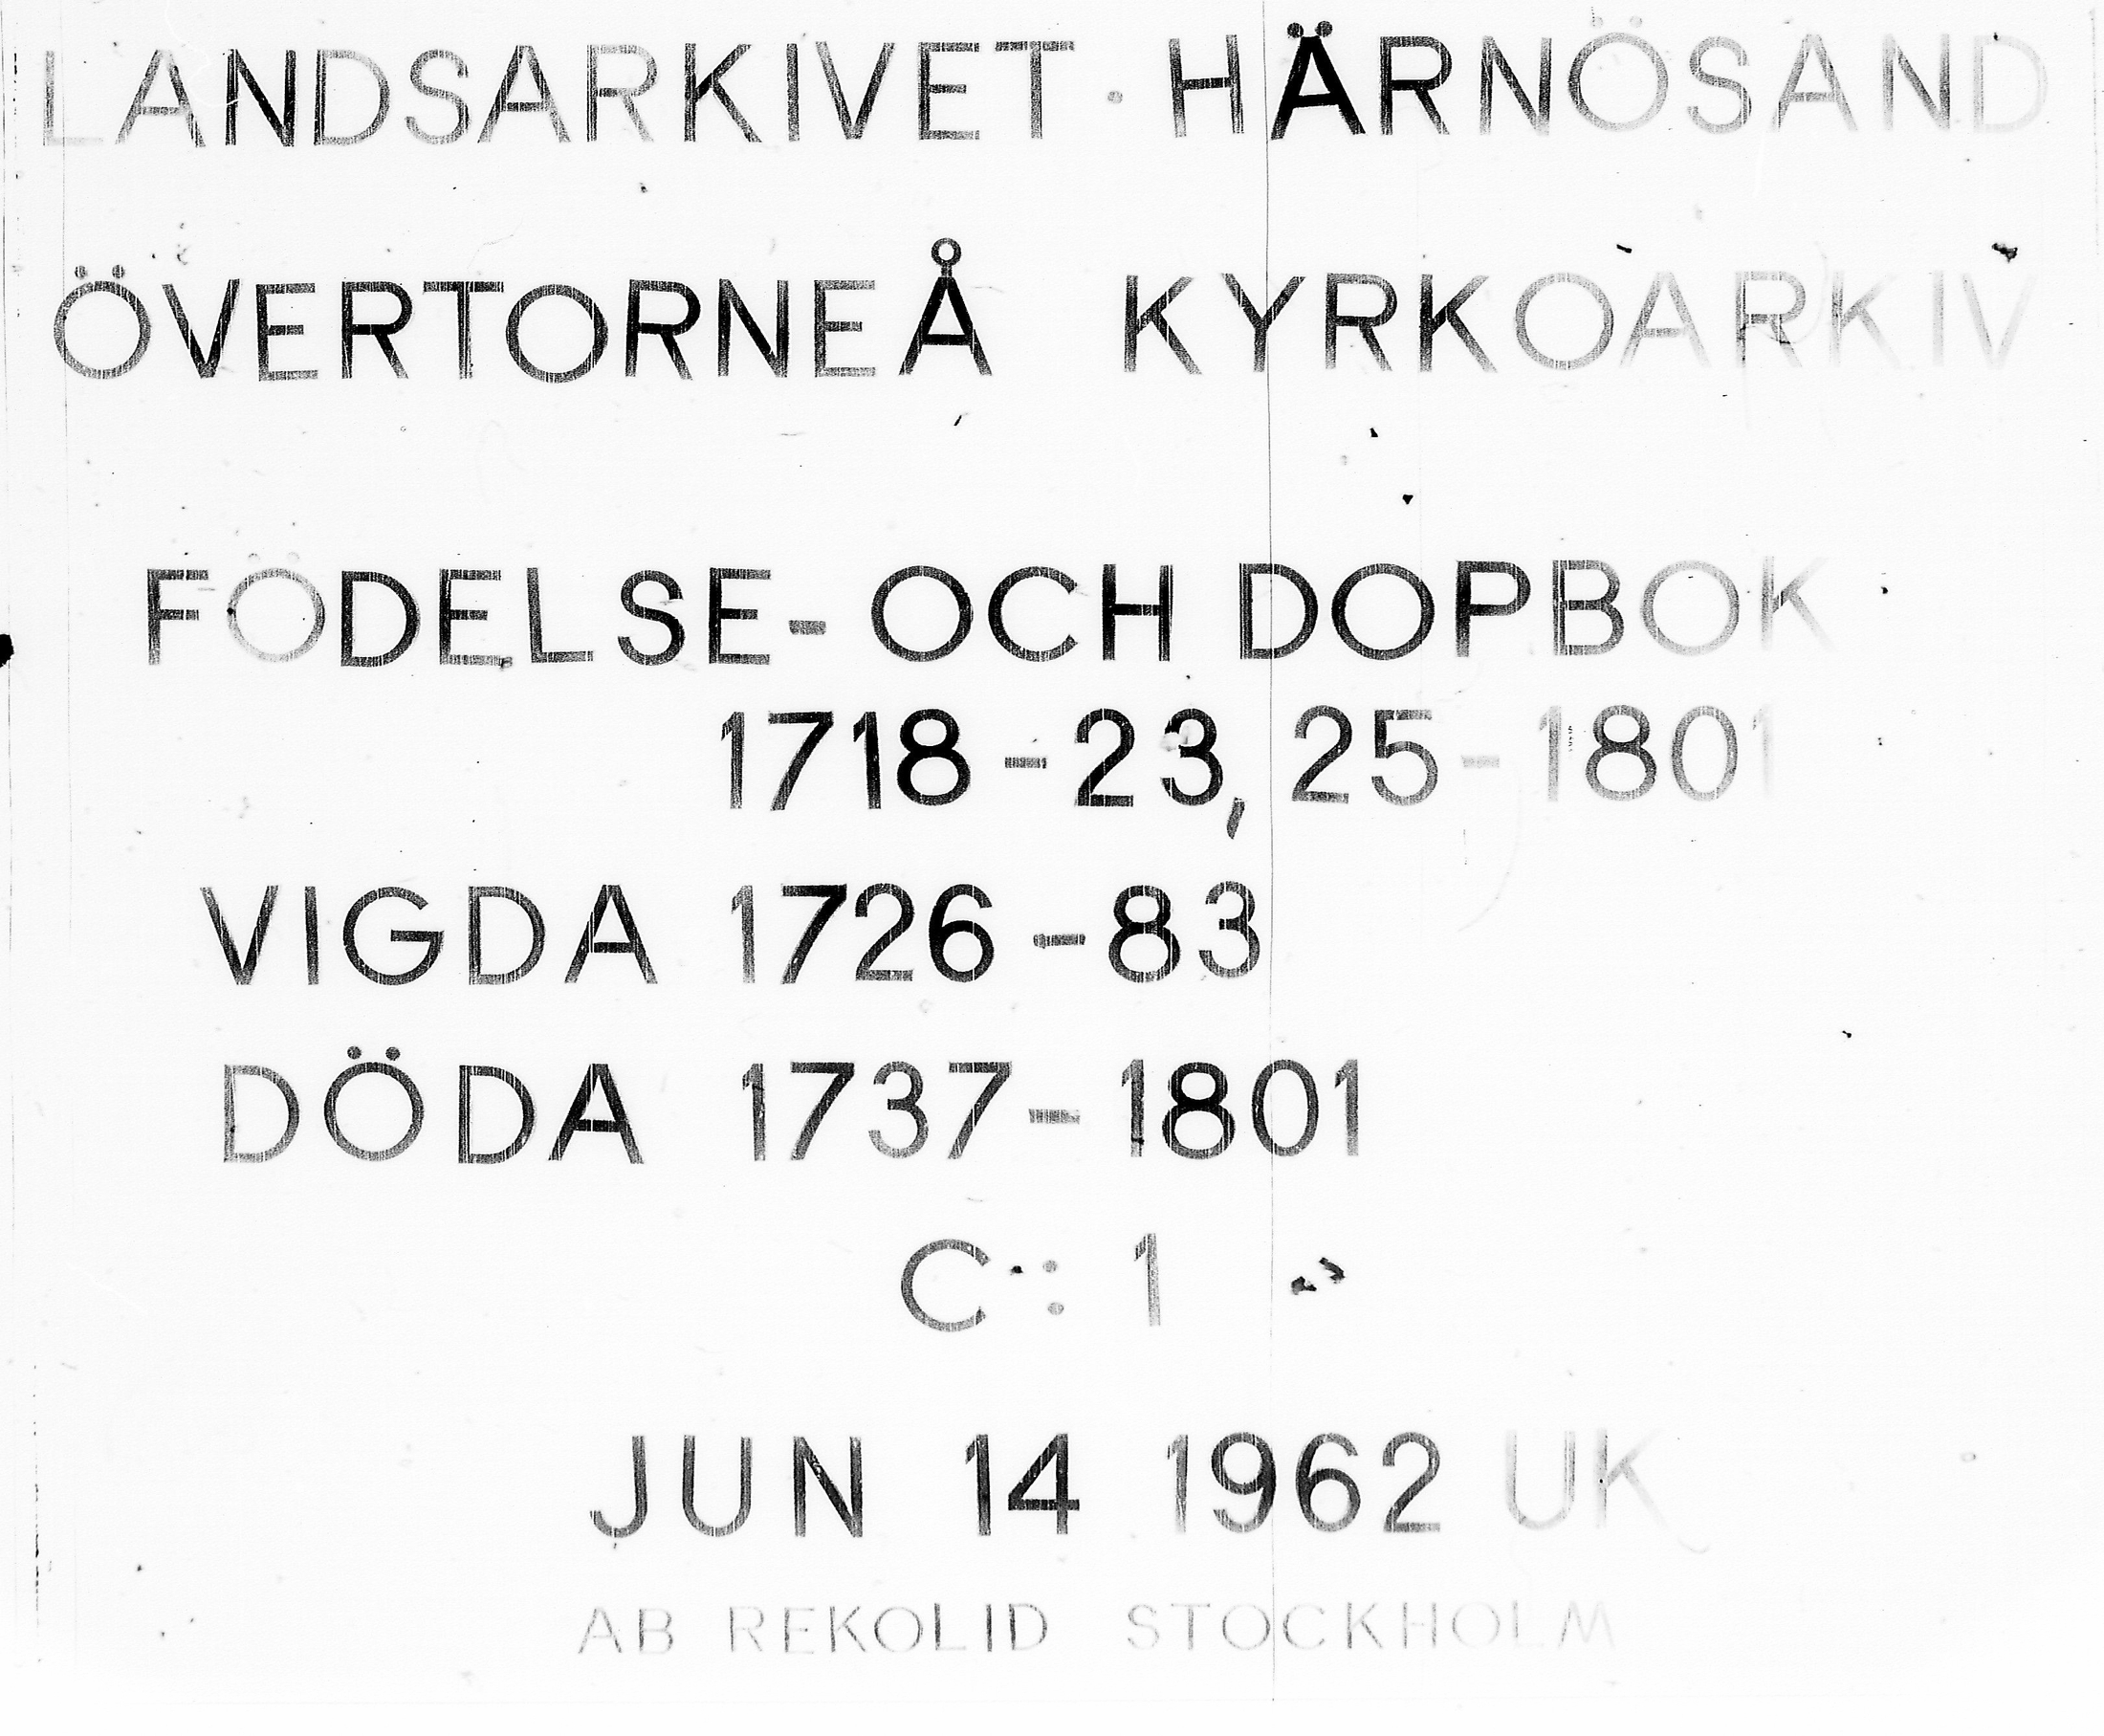 LANDSARKIVET · HÄRNÖSAND
ÖVERTORNEÅ KYRKOARKIV
FÖDELSE- OCH DOPBOK
1718-23, 25-1801
VIGDA 1726-83
DÖDA 1737-1801
C: 1
JUN 14 1962 UK
AB REKOLID STOCKHOLM